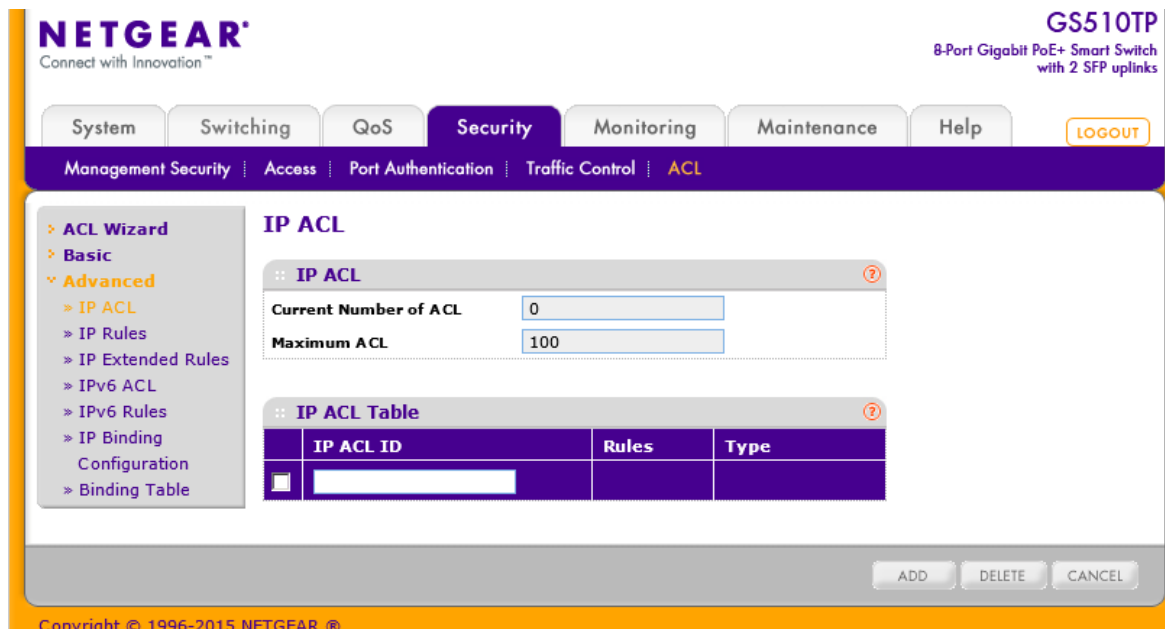 NETGEAR®
Connect with Innovation™
GS510TP
8-Port Gigabit PoE+ Smart Switch
with 2 SFP uplinks
System
Switching
QoS
Security
Monitoring
Maintenance
Help
LOGOUT
Management Security
Access
Port Authentication
Traffic Control
ACL
ACL Wizard
Basic
Advanced
» IP ACL
» IP Rules
» IP Extended Rules
» IPv6 ACL
» IPv6 Rules
» IP Binding
Configuration
» Binding Table
IP ACL
:: IP ACL ?
Current Number of ACL 0
Maximum ACL 100
:: IP ACL Table ?
IP ACL ID Rules Type
ADD DELETE CANCEL
Copyright © 1996-2015 NETGEAR ®